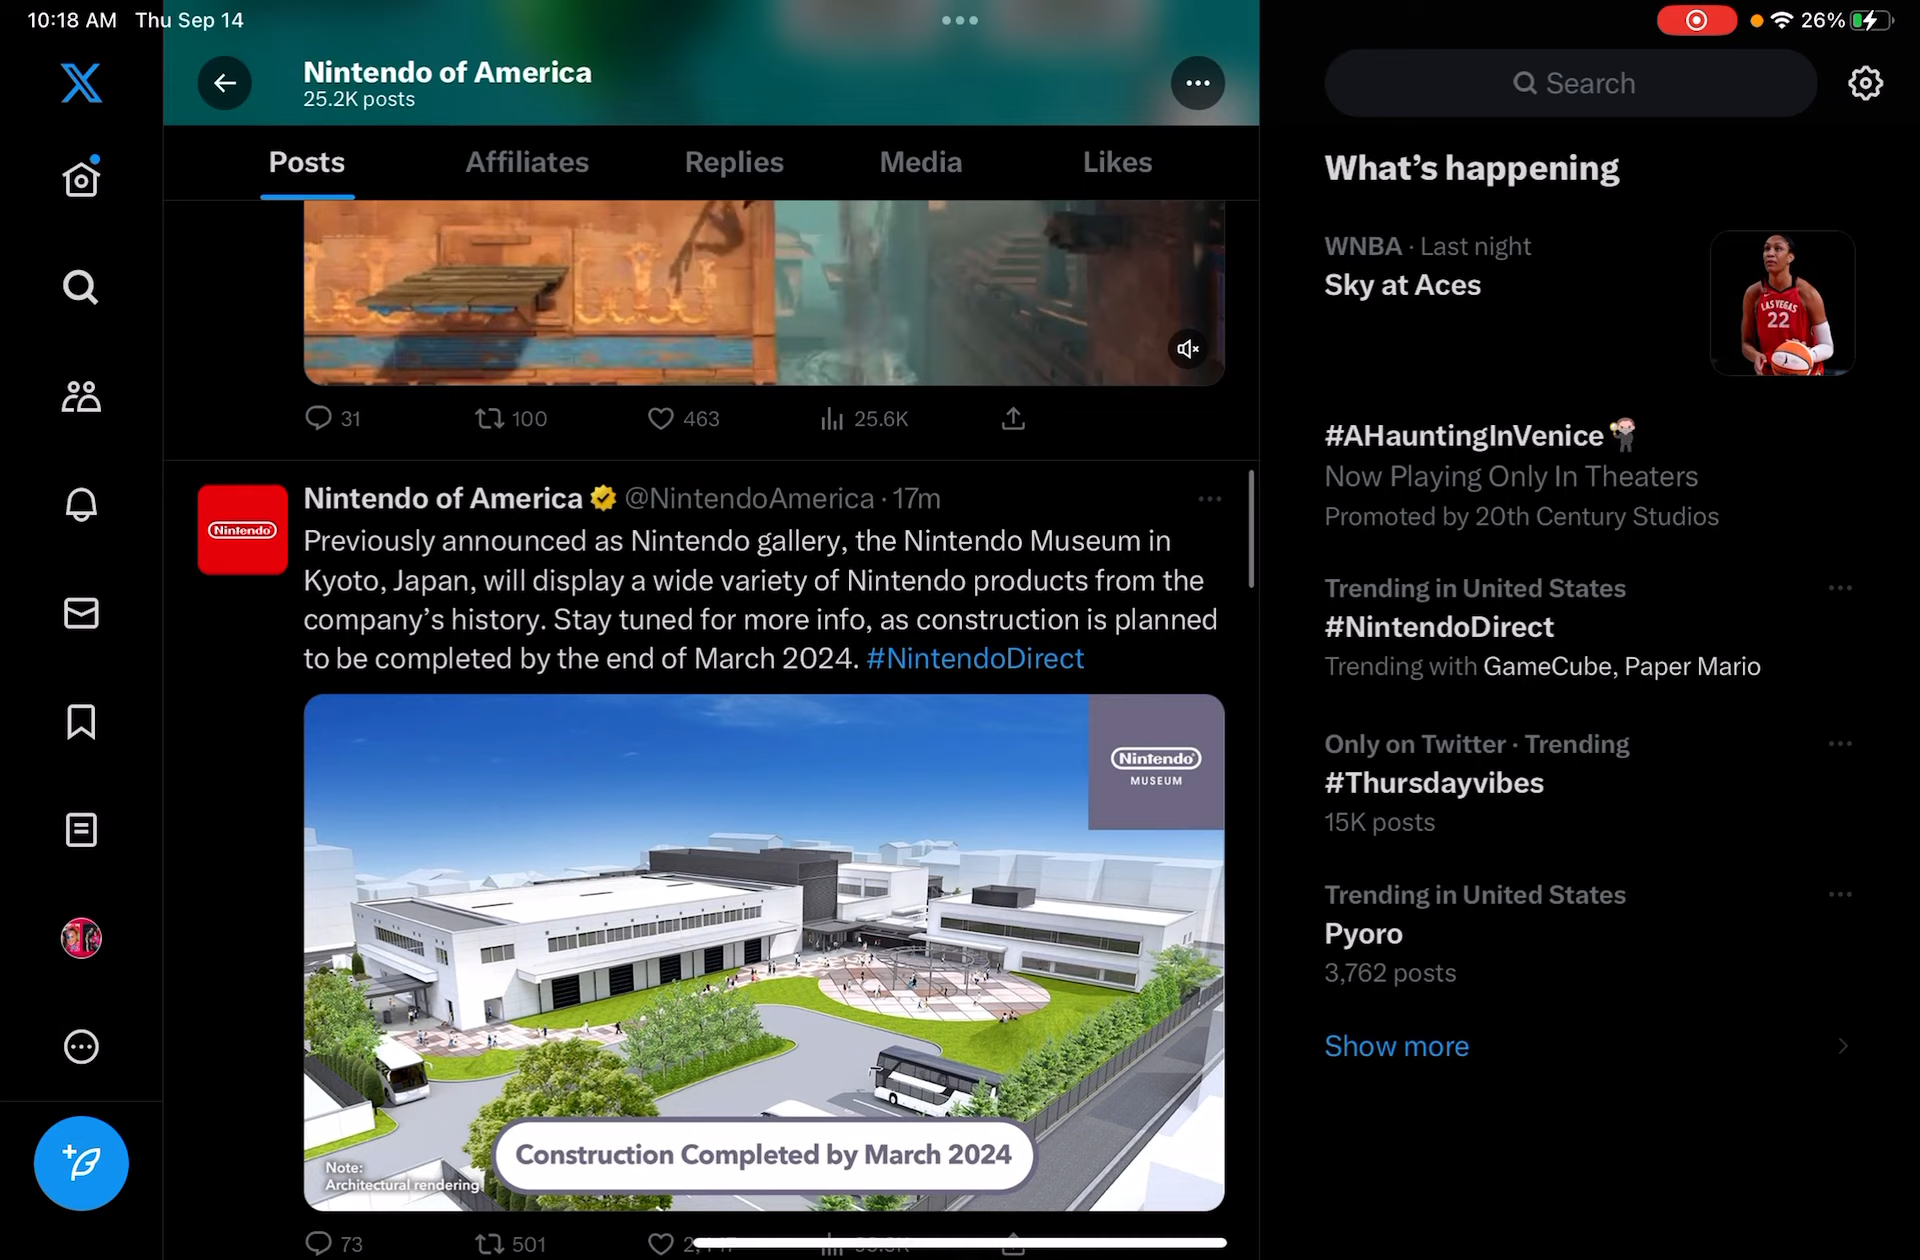 10:18 AM Thu Sep 14
26%
Nintendo of America
25.2K posts
Search
Posts Affiliates Replies Media Likes
31 100 463 25.6K
Nintendo of America @NintendoAmerica · 17m
Nintendo
Previously announced as Nintendo gallery, the Nintendo Museum in
Kyoto, Japan, will display a wide variety of Nintendo products from the
company’s history. Stay tuned for more info, as construction is planned
to be completed by the end of March 2024. #NintendoDirect
Nintendo
MUSEUM
Construction Completed by March 2024
Note:
Architectural rendering
73 501
What’s happening
WNBA · Last night
Sky at Aces
LAS VEGAS
22
#AHauntingInVenice
Now Playing Only In Theaters
Promoted by 20th Century Studios
Trending in United States
#NintendoDirect
Trending with GameCube, Paper Mario
Only on Twitter · Trending
#Thursdayvibes
15K posts
Trending in United States
Pyoro
3,762 posts
Show more